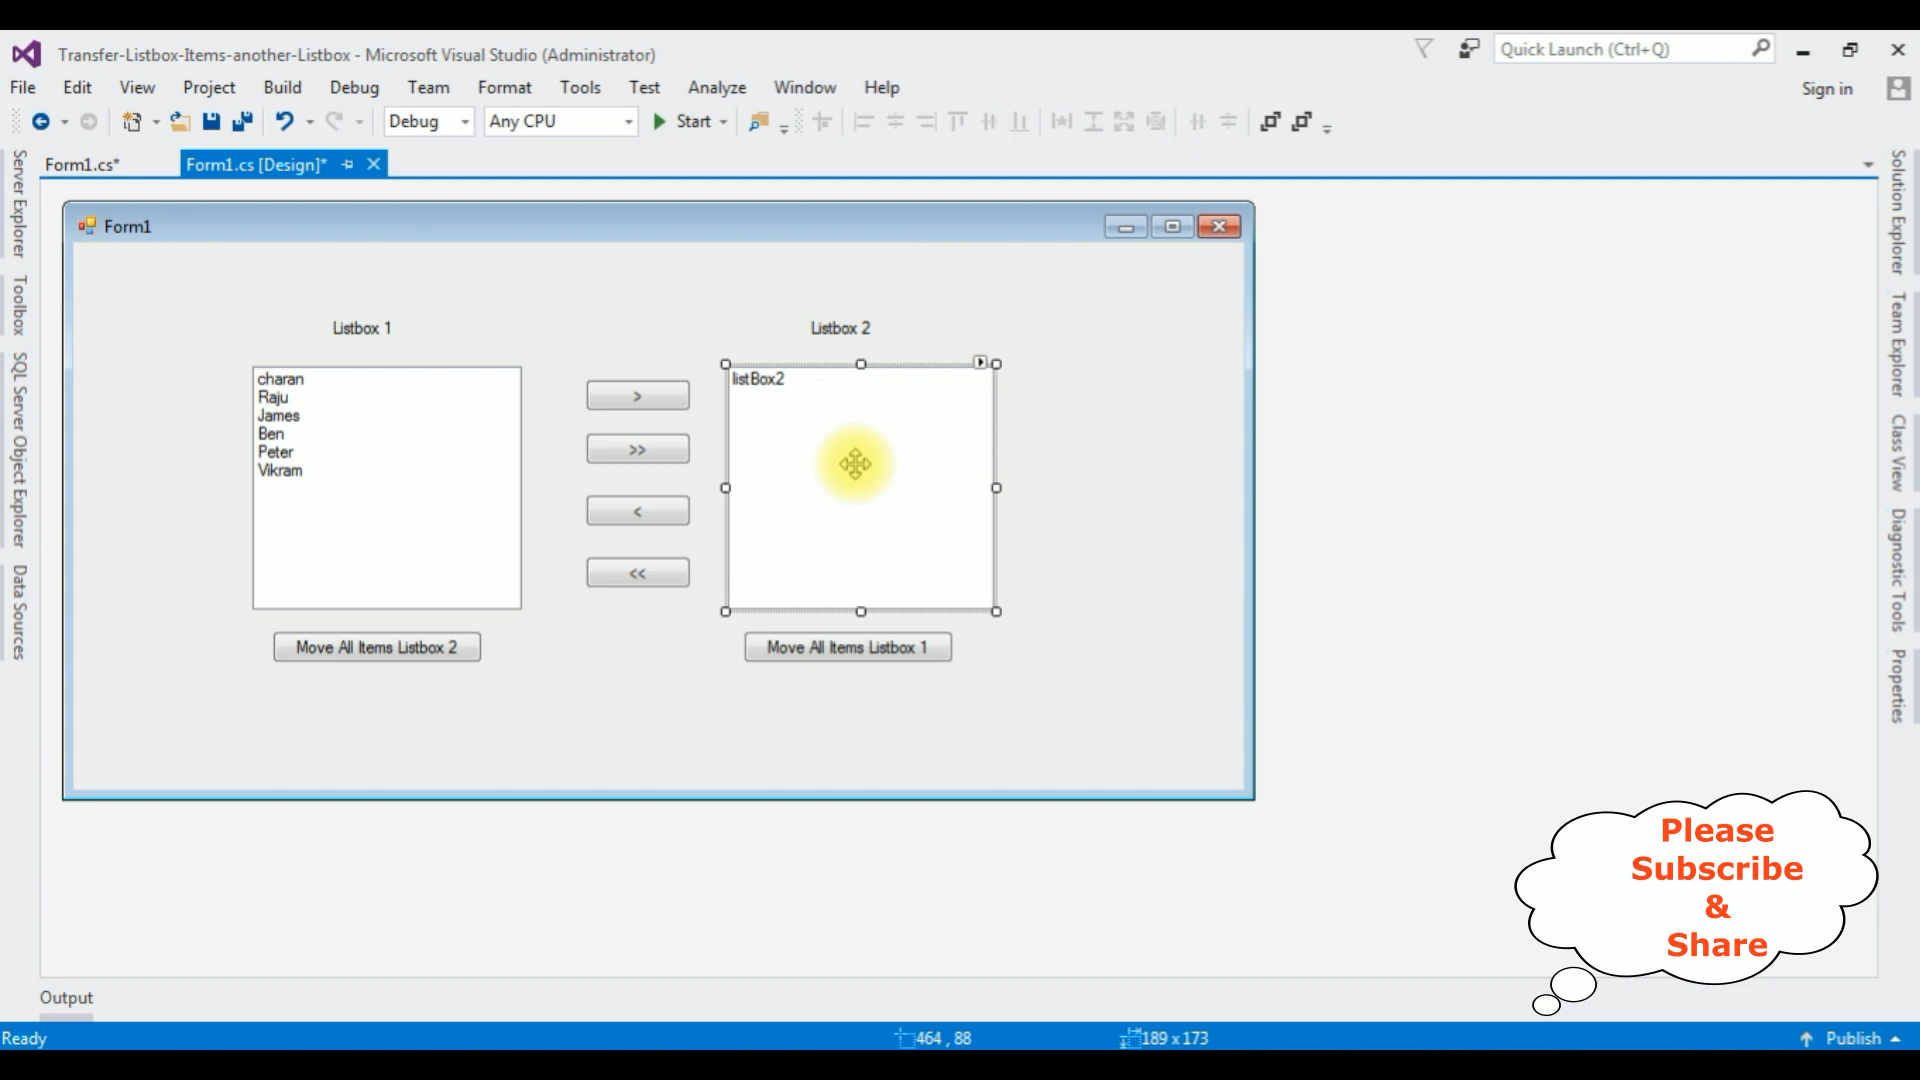 Transfer-Listbox-Items-another-Listbox - Microsoft Visual Studio (Administrator)
Quick Launch (Ctrl+Q)
File Edit View Project Build Debug Team Format Tools Test Analyze Window Help
Sign in
Debug Any CPU Start
Form1.cs* Form1.cs [Design]*
Server Explorer
Toolbox
SQL Server Object Explorer
Data Sources
Form1
Listbox 1
Listbox 2
charan
Raju
James
Ben
Peter
Vikram
>
>>
<
<<
listBox2
Move All Items Listbox 2
Move All Items Listbox 1
Solution Explorer
Team Explorer
Class View
Diagnostic Tools
Properties
Please
Subscribe
&
Share
Output
Ready
464 , 88
189 x 173
Publish